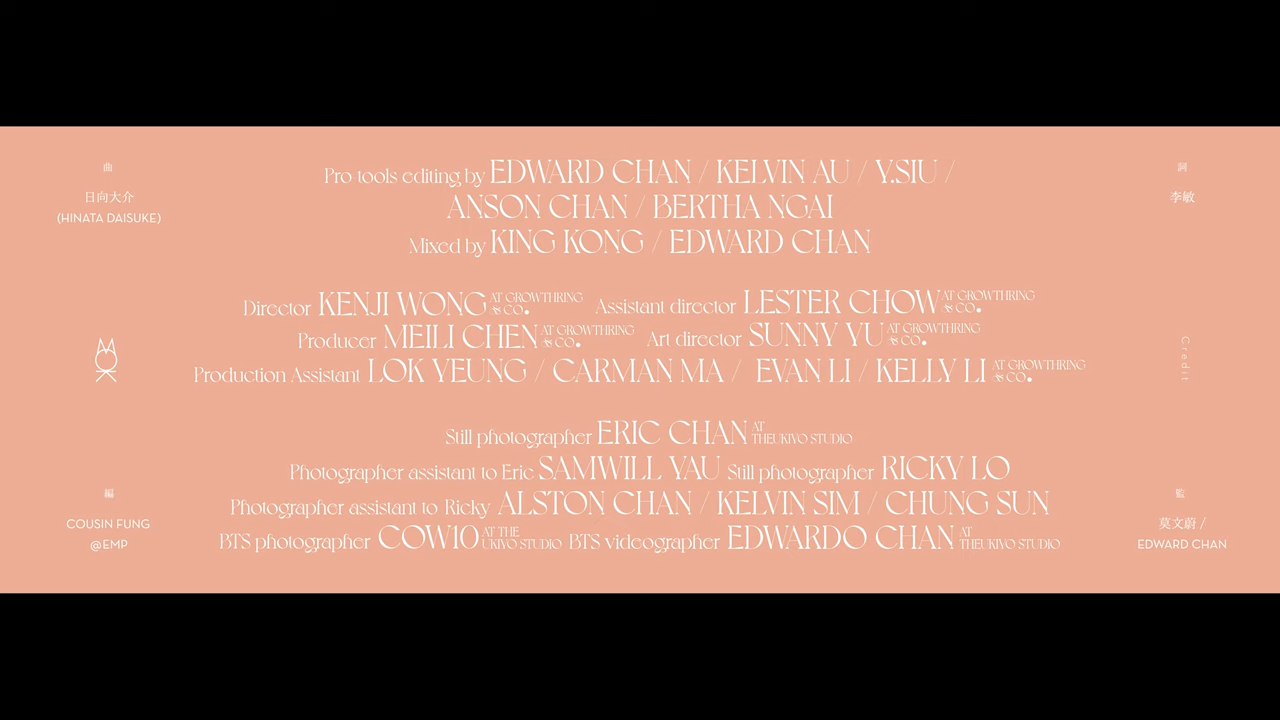 曲
日向大介
(HINATA DAISUKE)
Pro tools editing by EDWARD CHAN / KELVIN AU / Y.SIU /
ANSON CHAN / BERTHA NGAI
Mixed by KING KONG / EDWARD CHAN
詞
李敏
Director KENJI WONG AT GROWTHRING & CO. Assistant director LESTER CHOW AT GROWTHRING & CO.
Producer MEILI CHEN AT GROWTHRING & CO. Art director SUNNY YU AT GROWTHRING & CO.
Production Assistant LOK YEUNG / CARMAN MA / EVAN LI / KELLY LI AT GROWTHRING & CO.
Credit
Still photographer ERIC CHAN AT THEUKIYO STUDIO
Photographer assistant to Eric SAMWILL YAU Still photographer RICKY LO
Photographer assistant to Ricky ALSTON CHAN / KELVIN SIM / CHUNG SUN
BTS photographer COW10 AT THE UKIYO STUDIO BTS videographer EDWARDO CHAN AT THEUKIYO STUDIO
編
COUSIN FUNG
@EMP
監
莫文蔚 /
EDWARD CHAN